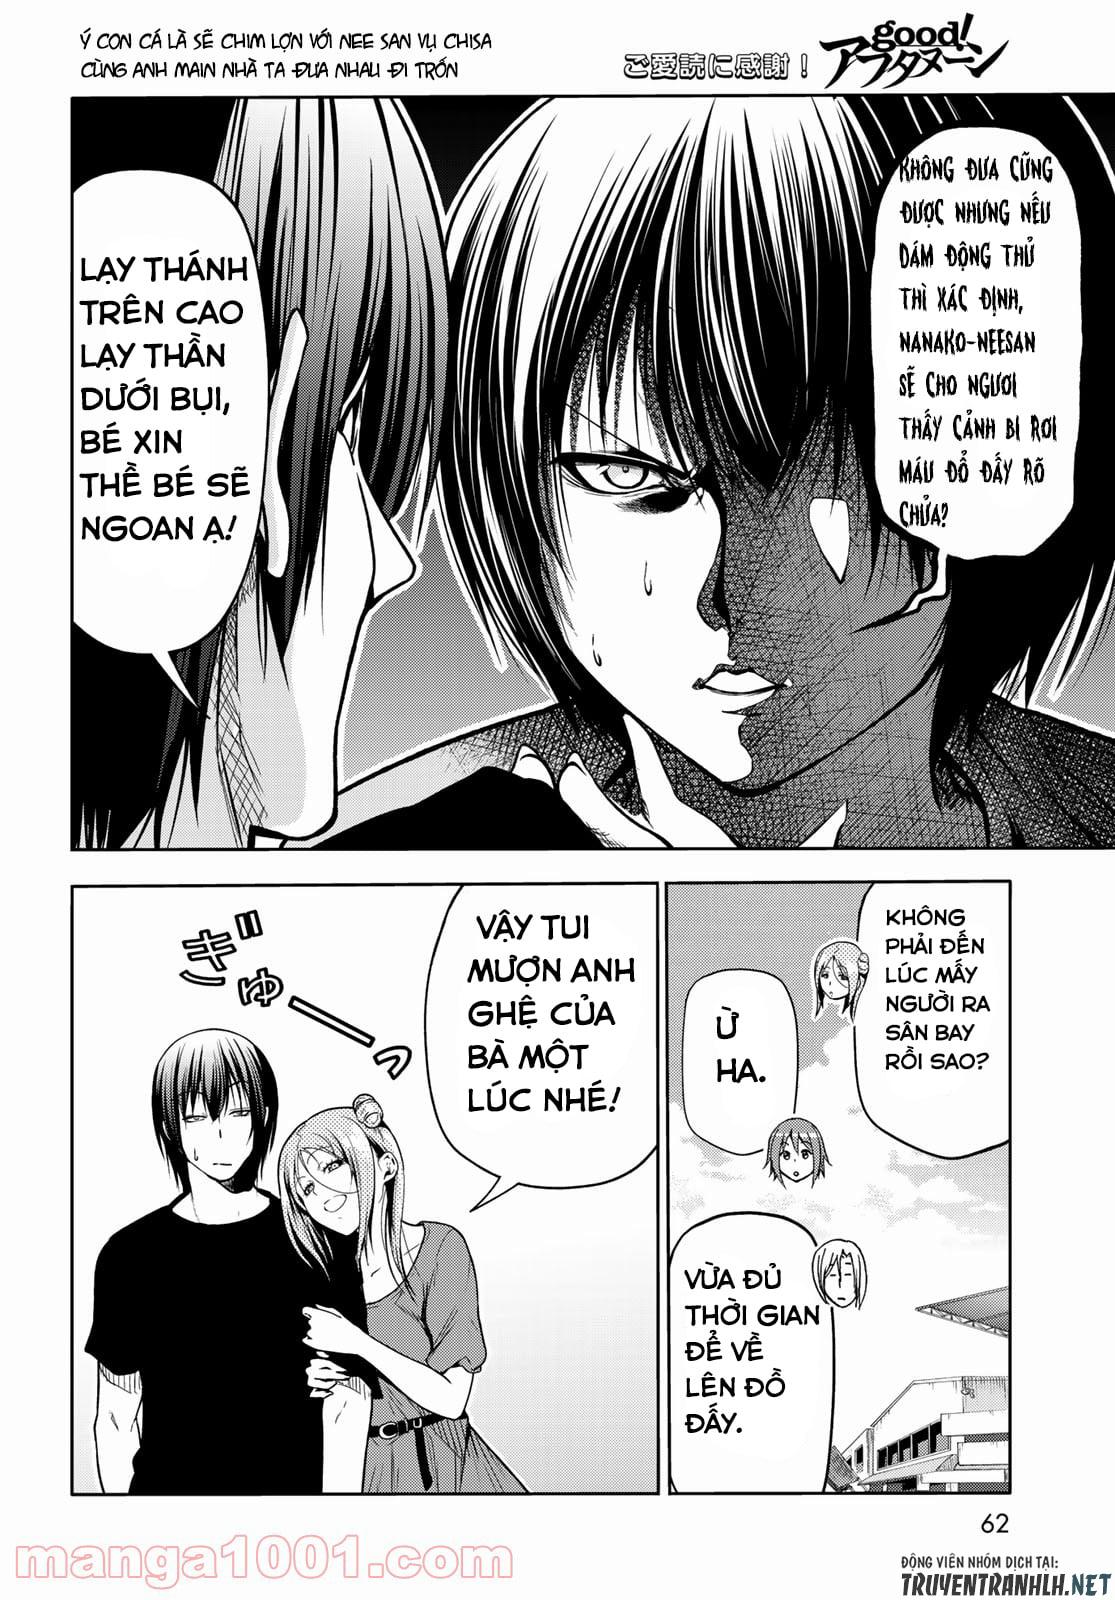 Ý CON CÁ LÀ SẼ CHIM LỢN VỚI NEE SAN VỤ CHISA
CÙNG ANH MAIN NHÀ TA ĐƯA NHAU ĐI TRỐN
ご愛読に感謝！
good!
アフタヌーン
KHÔNG ĐƯA CŨNG
ĐƯỢC NHƯNG NẾU
DÁM ĐỘNG THỦ
THÌ XÁC ĐỊNH,
NANAKO-NEESAN
SẼ CHO NGƯƠI
THẤY CẢNH BI RƠI
MÁU ĐỔ ĐẤY RÕ
CHỬA?
LẠY THÁNH
TRÊN CAO
LẠY THẦN
DƯỚI BỤI,
BÉ XIN
THỀ BÉ SẼ
NGOAN Ạ!
KHÔNG
PHẢI ĐẾN
LÚC MẤY
NGƯỜI RA
SÂN BAY
RỒI SAO?
Ừ
HA.
VỪA ĐỦ
THỜI GIAN
ĐỂ VỀ
LÊN ĐỒ
ĐẤY.
VẬY TUI
MƯỢN ANH
GHỆ CỦA
BÀ MỘT
LÚC NHÉ!
ぎゅーっ
62
manga1001.com
ĐỘNG VIÊN NHÓM DỊCH TẠI:
TRUYENTRANHLH.NET